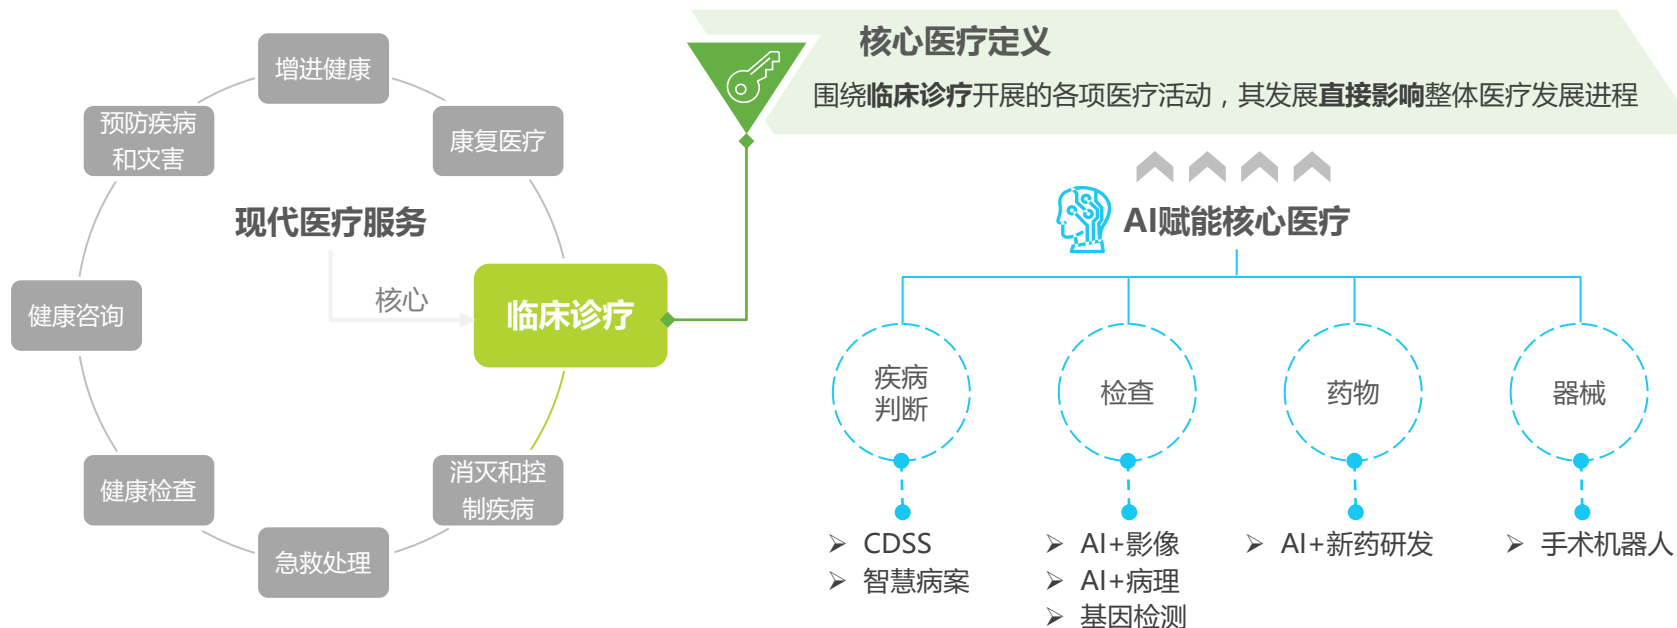 增进健康
预防疾病
和灾害
康复医疗
现代医疗服务
核心
临床诊疗
健康咨询
健康检查
消灭和控
制疾病
急救处理
核心医疗定义
围绕临床诊疗开展的各项医疗活动，其发展直接影响整体医疗发展进程
AI赋能核心医疗
疾病
判断
检查
药物
器械
➢ CDSS
➢ 智慧病案
➢ AI+影像
➢ AI+病理
➢ 基因检测
➢ AI+新药研发
➢ 手术机器人